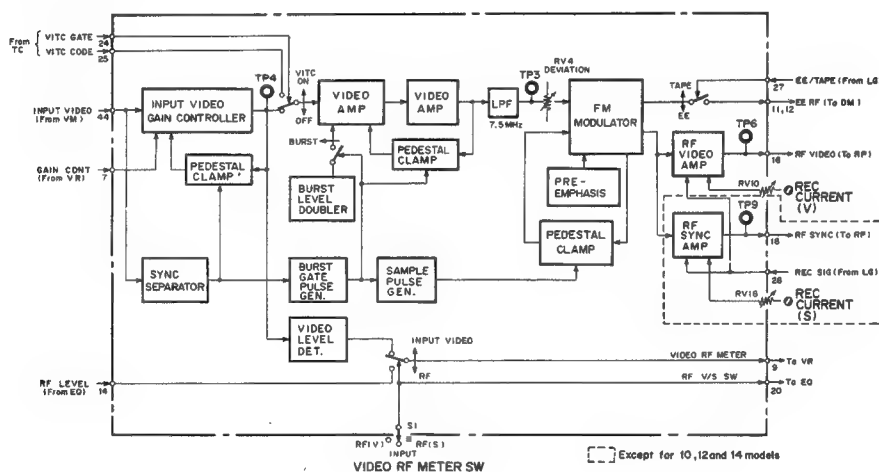 From TC
VITC GATE
24
VITC CODE
25
INPUT VIDEO
(From VM)
44
GAIN CONT
(From VR)
7
INPUT VIDEO
GAIN CONTROLLER
TP4
VITC
ON
OFF
VIDEO
AMP
VIDEO
AMP
LPF
7.5MHz
TP3
RV4
DEVIATION
FM
MODULATOR
TAPE
EE
EE/TAPE (From LG)
27
EE RF (To DM)
11, 12
TP6
RF
VIDEO
AMP
RF VIDEO (To RP)
16
RV10
REC
CURRENT
(V)
PEDESTAL
CLAMP
BURST
PEDESTAL
CLAMP
BURST
LEVEL
DOUBLER
PRE-
EMPHASIS
PEDESTAL
CLAMP
TP9
RF
SYNC
AMP
RF SYNC (To RP)
18
REC SIG (From LG)
28
RV16
REC
CURRENT
(S)
SYNC
SEPARATOR
BURST
GATE
PULSE
GEN.
SAMPLE
PULSE
GEN.
VIDEO
LEVEL
DET.
INPUT VIDEO
RF
VIDEO RF METER
To VR
9
RF LEVEL
(From EQ)
14
RF V/S SW
To EQ
20
S1
RF(V)
RF(S)
INPUT
VIDEO RF METER SW
Except for 10, 12 and 14 models